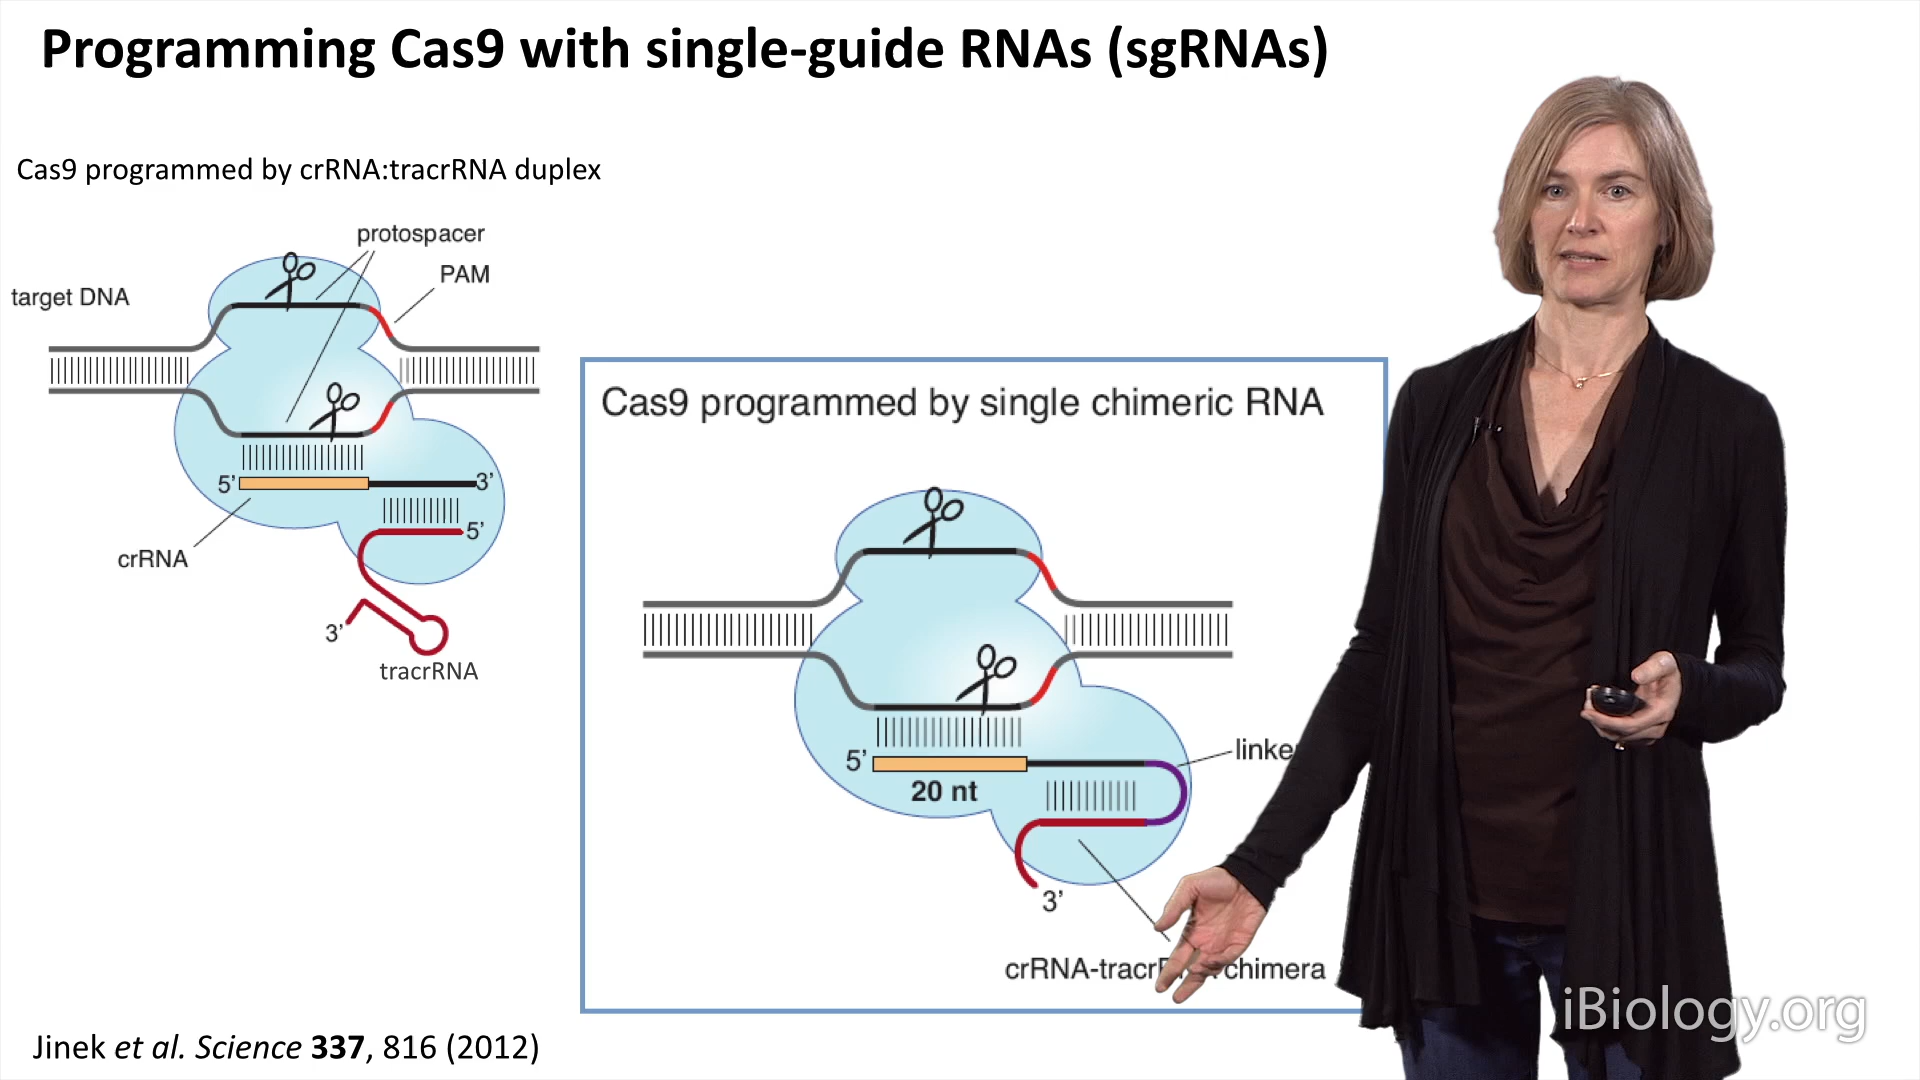 Programming Cas9 with single-guide RNAs (sgRNAs)
Cas9 programmed by crRNA:tracrRNA duplex
protospacer
PAM
target DNA
5’
3’
5’
crRNA
3’
tracrRNA
Cas9 programmed by single chimeric RNA
5’
20 nt
3’
chimera
Jinek et al. Science 337, 816 (2012)
iBiology.org